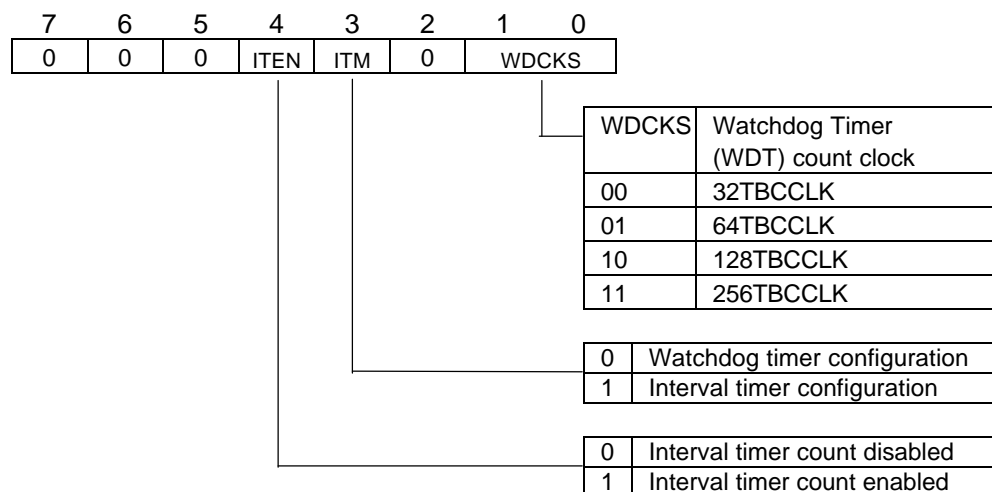 7 6 5 4 3 2 1 0
0 0 0 ITEN ITM 0 WDCKS
WDCKS Watchdog Timer
(WDT) count clock
00 32TBCCLK
01 64TBCCLK
10 128TBCCLK
11 256TBCCLK
0 Watchdog timer configuration
1 Interval timer configuration
0 Interval timer count disabled
1 Interval timer count enabled